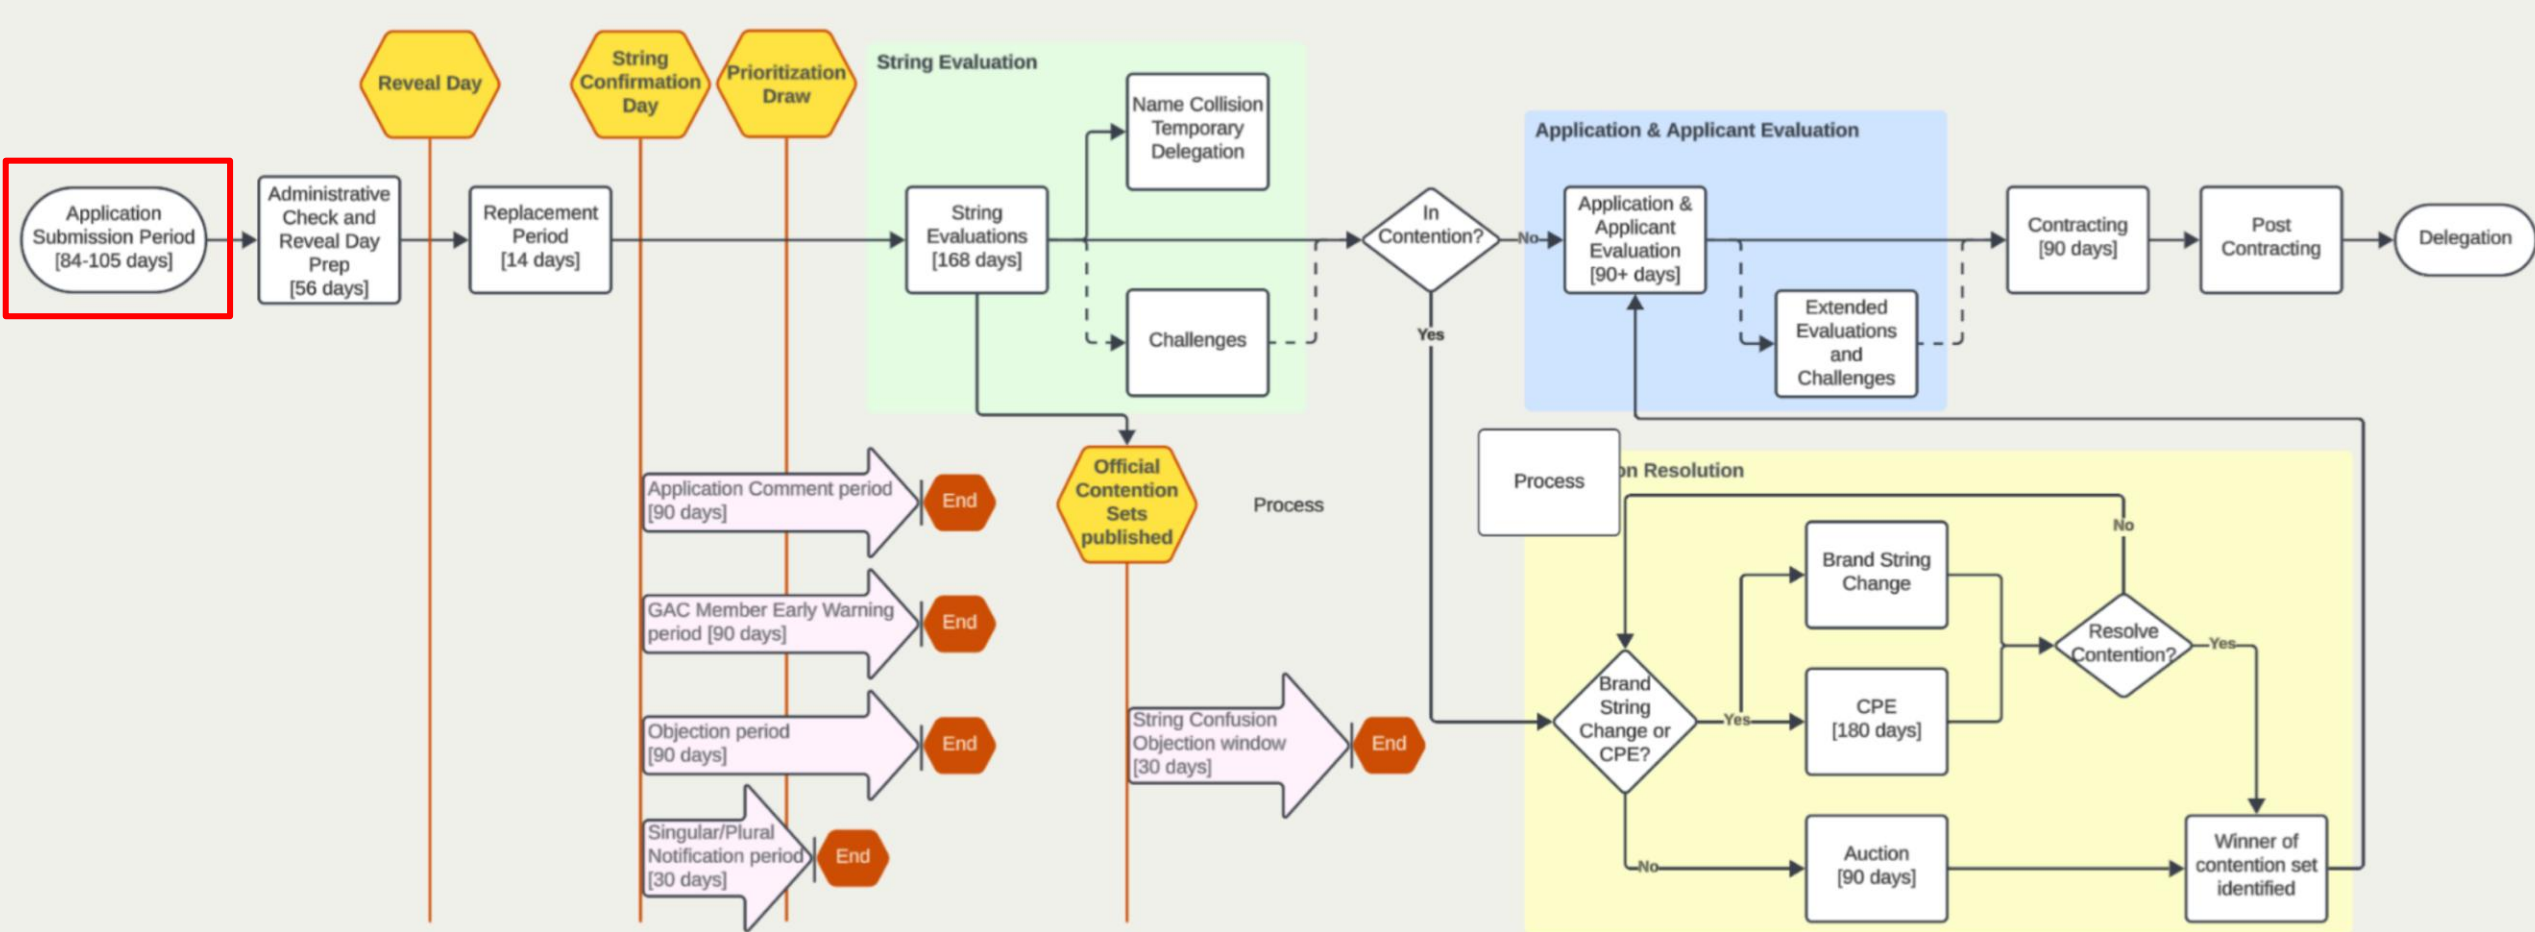 Reveal Day
String
Confirmation
Day
Prioritization
Draw
String Evaluation
Name Collision
Temporary
Delegation
Application & Applicant Evaluation
Application
Submission Period
[84-105 days]
Administrative
Check and
Reveal Day
Prep
[56 days]
Replacement
Period
[14 days]
String
Evaluations
[168 days]
In
Contention?
No
Application &
Applicant
Evaluation
[90+ days]
Contracting
[90 days]
Post
Contracting
Delegation
Challenges
Yes
Extended
Evaluations
and
Challenges
Application Comment period
[90 days]
End
Official
Contention
Sets
published
Process
Process
on Resolution
No
Brand String
Change
GAC Member Early Warning
period [90 days]
End
Resolve
Contention?
Yes
Objection period
[90 days]
End
String Confusion
Objection window
[30 days]
End
Brand
String
Change or
CPE?
Yes
CPE
[180 days]
Singular/Plural
Notification period
[30 days]
End
No
Auction
[90 days]
Winner of
contention set
identified